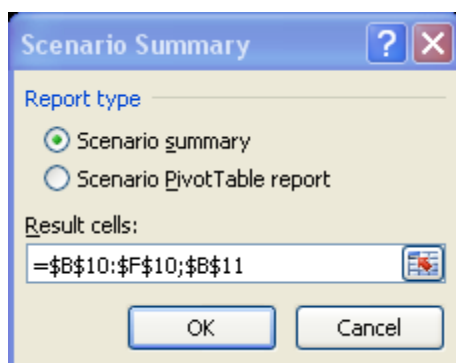 Scenario Summary
Report type
Scenario summary
Scenario PivotTable report
Result cells:
=$B$10:$F$10;$B$11
OK
Cancel